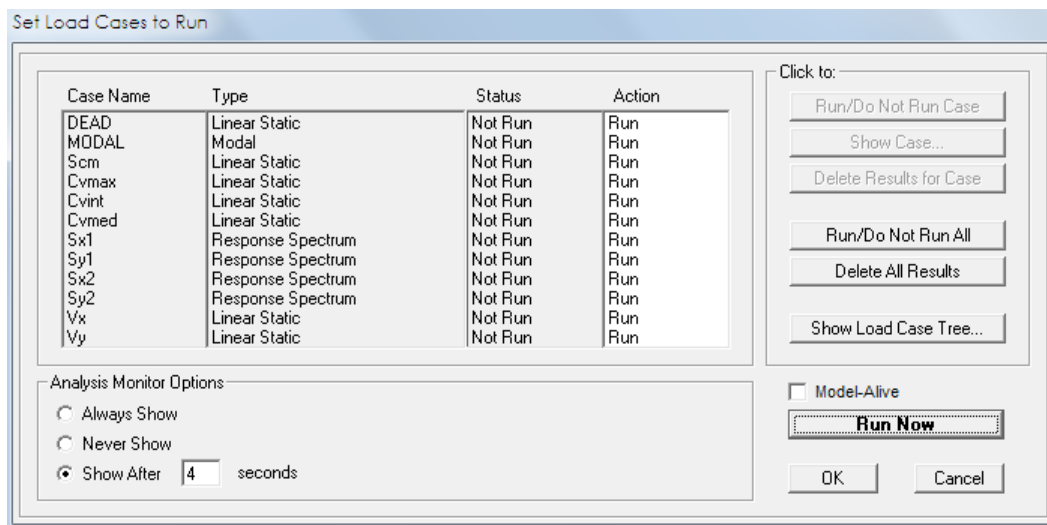 Set Load Cases to Run
Case Name Type Status Action
DEAD Linear Static Not Run Run
MODAL Modal Not Run Run
Scm Linear Static Not Run Run
Cvmax Linear Static Not Run Run
Cvint Linear Static Not Run Run
Cvmed Linear Static Not Run Run
Sx1 Response Spectrum Not Run Run
Sy1 Response Spectrum Not Run Run
Sx2 Response Spectrum Not Run Run
Sy2 Response Spectrum Not Run Run
Vx Linear Static Not Run Run
Vy Linear Static Not Run Run
Click to:
Run/Do Not Run Case
Show Case...
Delete Results for Case
Run/Do Not Run All
Delete All Results
Show Load Case Tree...
Analysis Monitor Options
Always Show
Never Show
Show After 4 seconds
Model-Alive
Run Now
OK Cancel